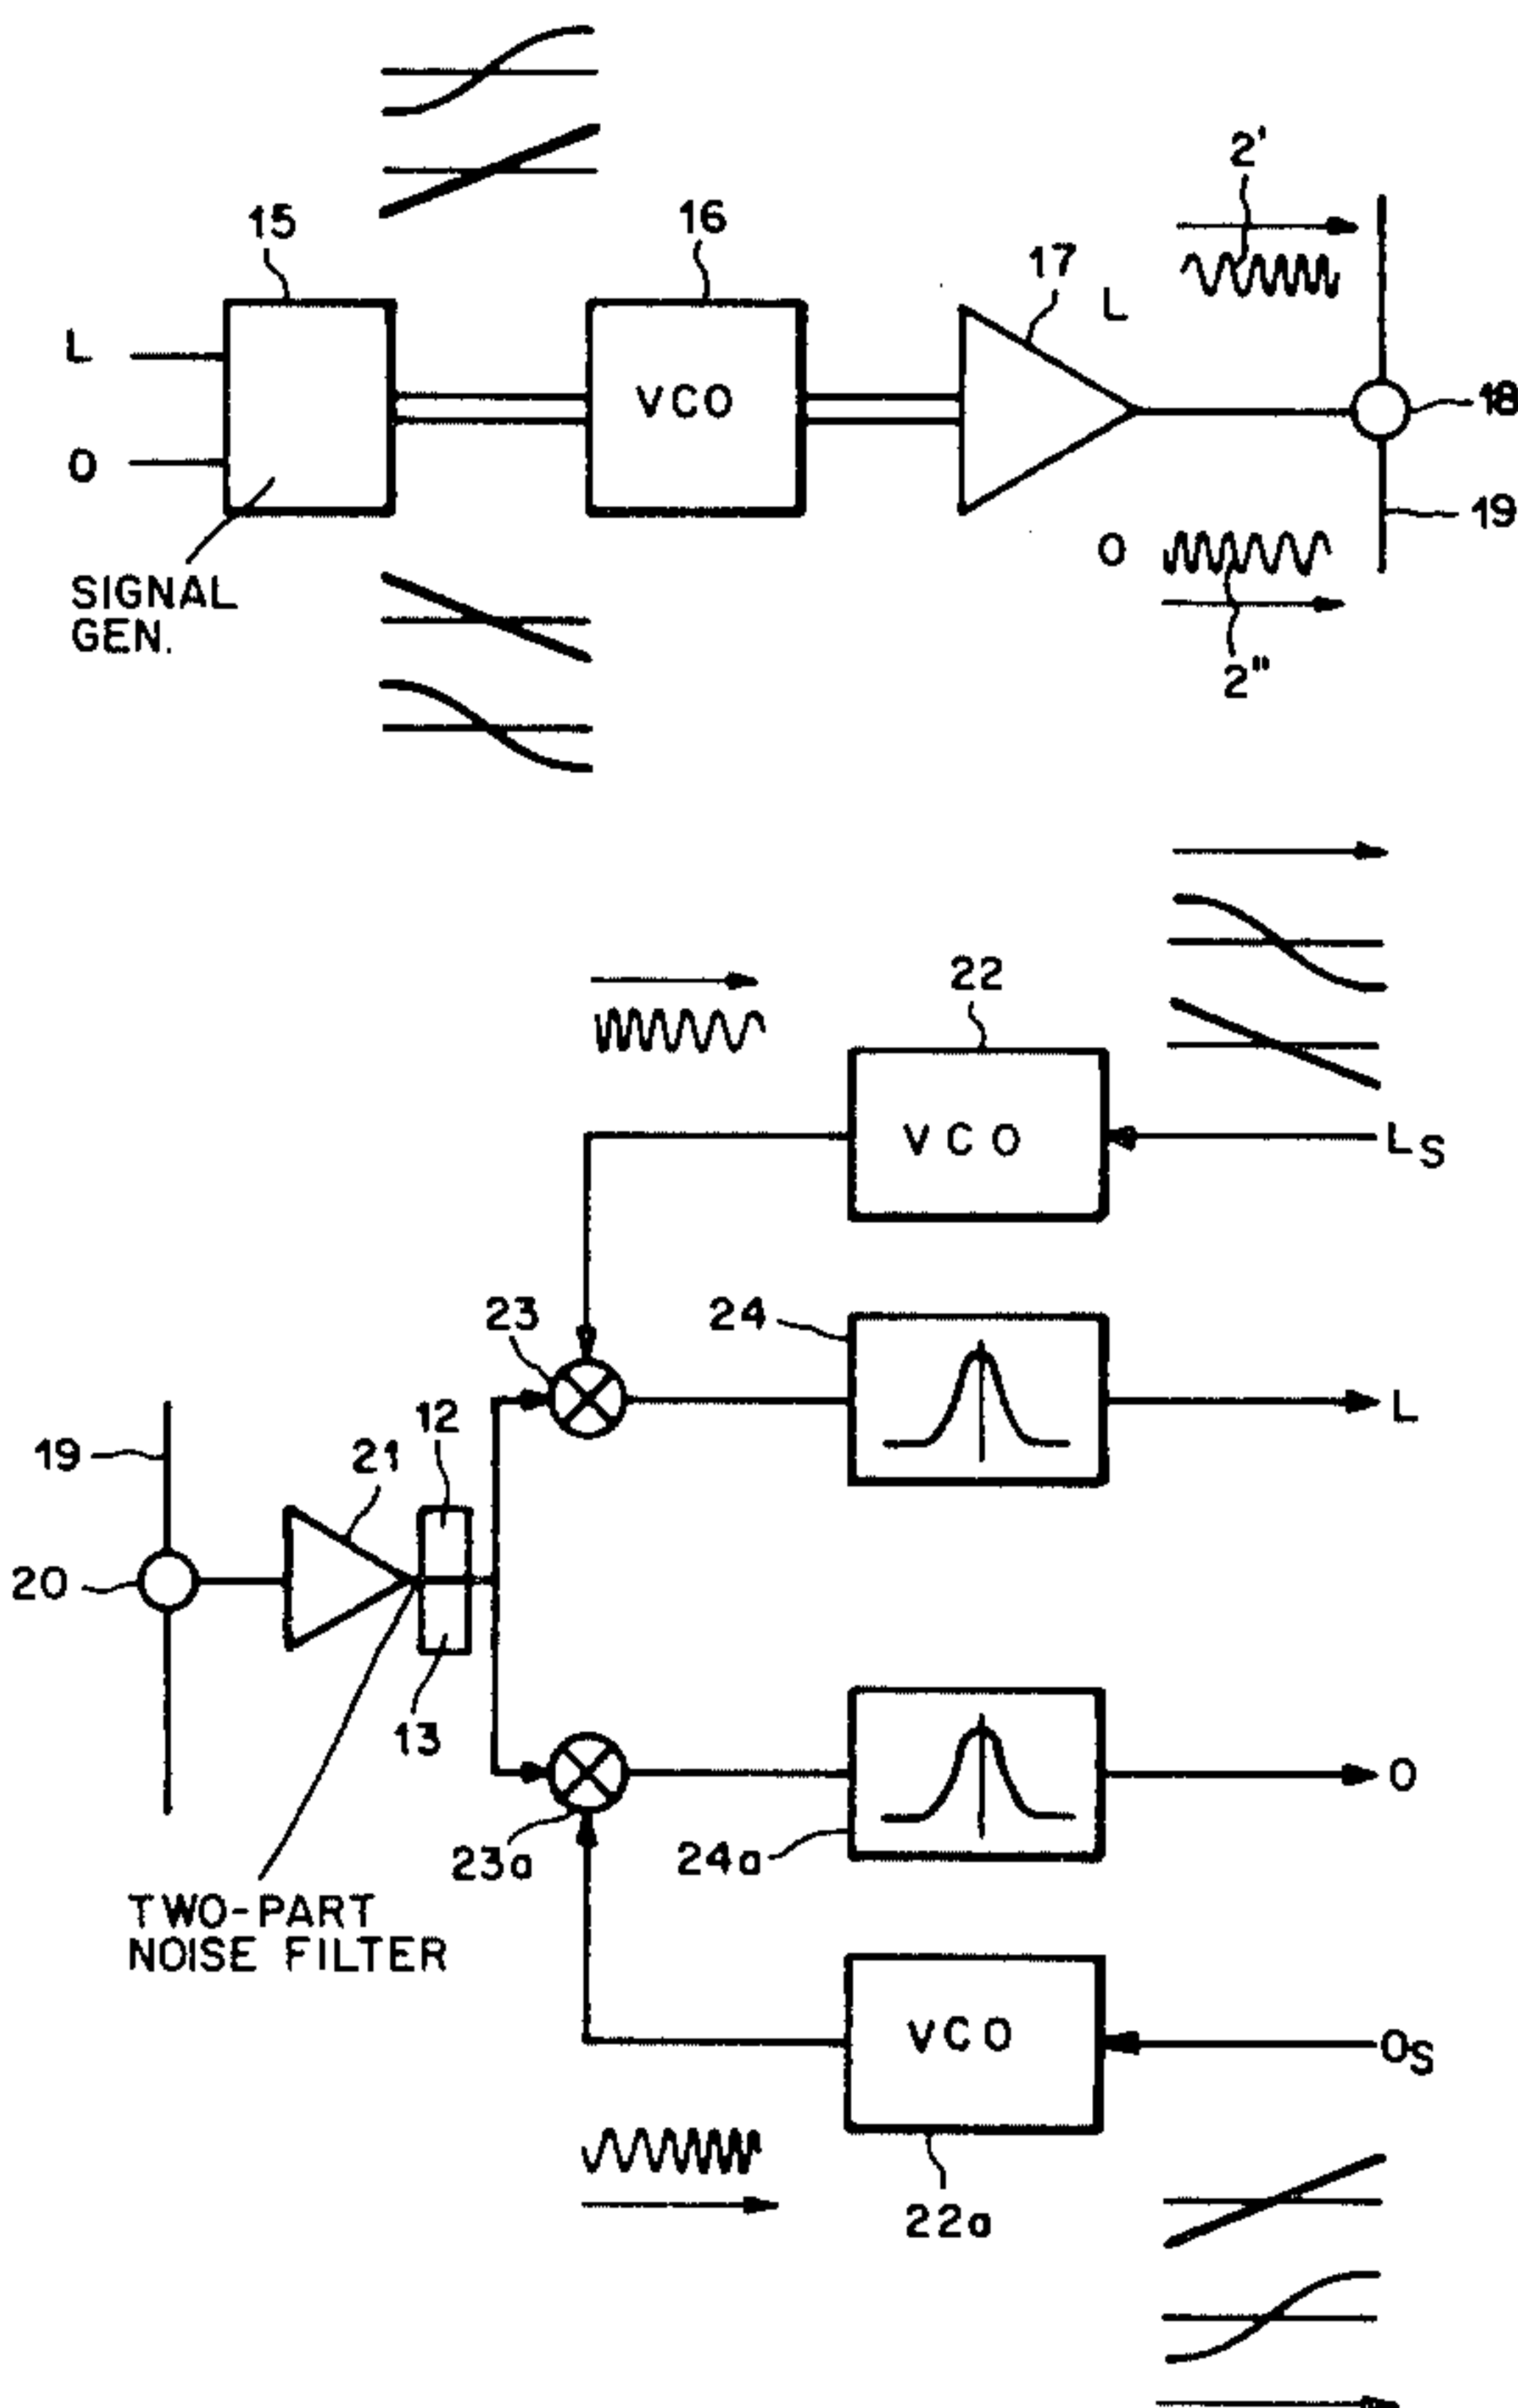 2'
15
16
17
L
L
VCO
18
O
19
O
SIGNAL
GEN.
2"
22
VCO
LS
23
24
12
L
19
21
20
13
O
23a
24a
TWO-PART
NOISE FILTER
VCO
OS
22a